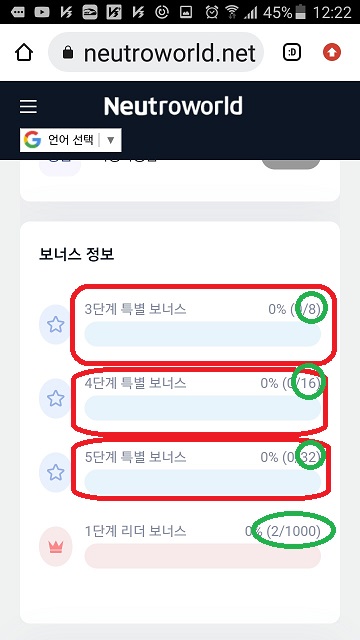 45% 12:22
neutroworld.net :D
Neutroworld
G 언어 선택 ▼
보너스 정보
3단계 특별 보너스 0% (0/8)
4단계 특별 보너스 0% (0/16)
5단계 특별 보너스 0% (0/32)
1단계 리더 보너스 0% (2/1000)